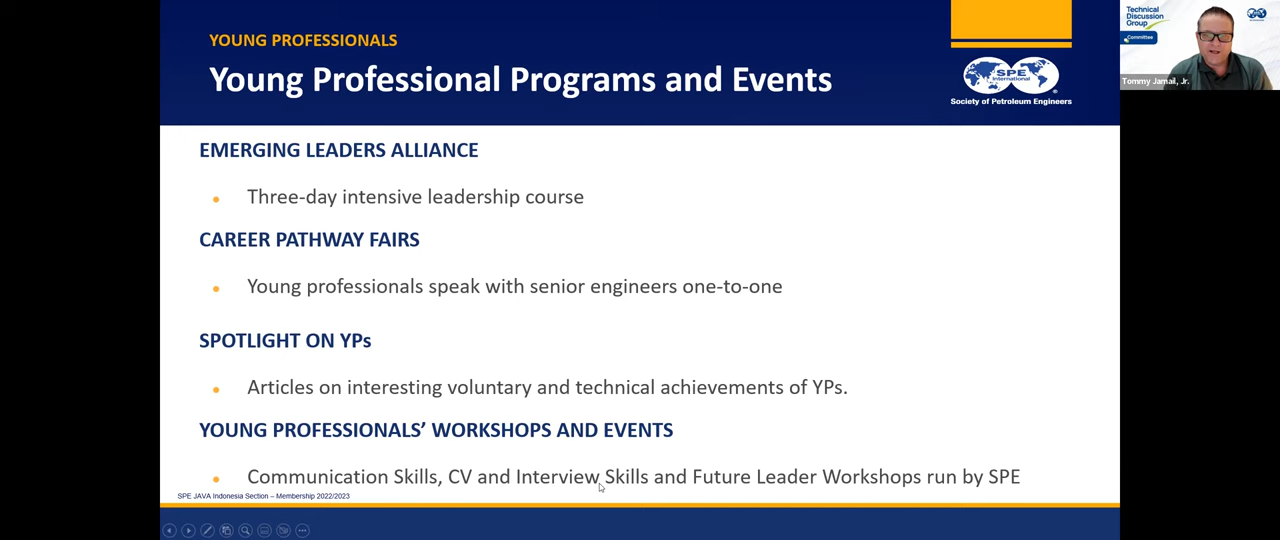 YOUNG PROFESSIONALS
Young Professional Programs and Events
SPE
International
Society of Petroleum Engineers
Technical
Discussion
Group
Committee
Tommy Jamail, Jr.
EMERGING LEADERS ALLIANCE
• Three-day intensive leadership course
CAREER PATHWAY FAIRS
• Young professionals speak with senior engineers one-to-one
SPOTLIGHT ON YPs
• Articles on interesting voluntary and technical achievements of YPs.
YOUNG PROFESSIONALS’ WORKSHOPS AND EVENTS
• Communication Skills, CV and Interview Skills and Future Leader Workshops run by SPE
SPE JAVA Indonesia Section – Membership 2022/2023